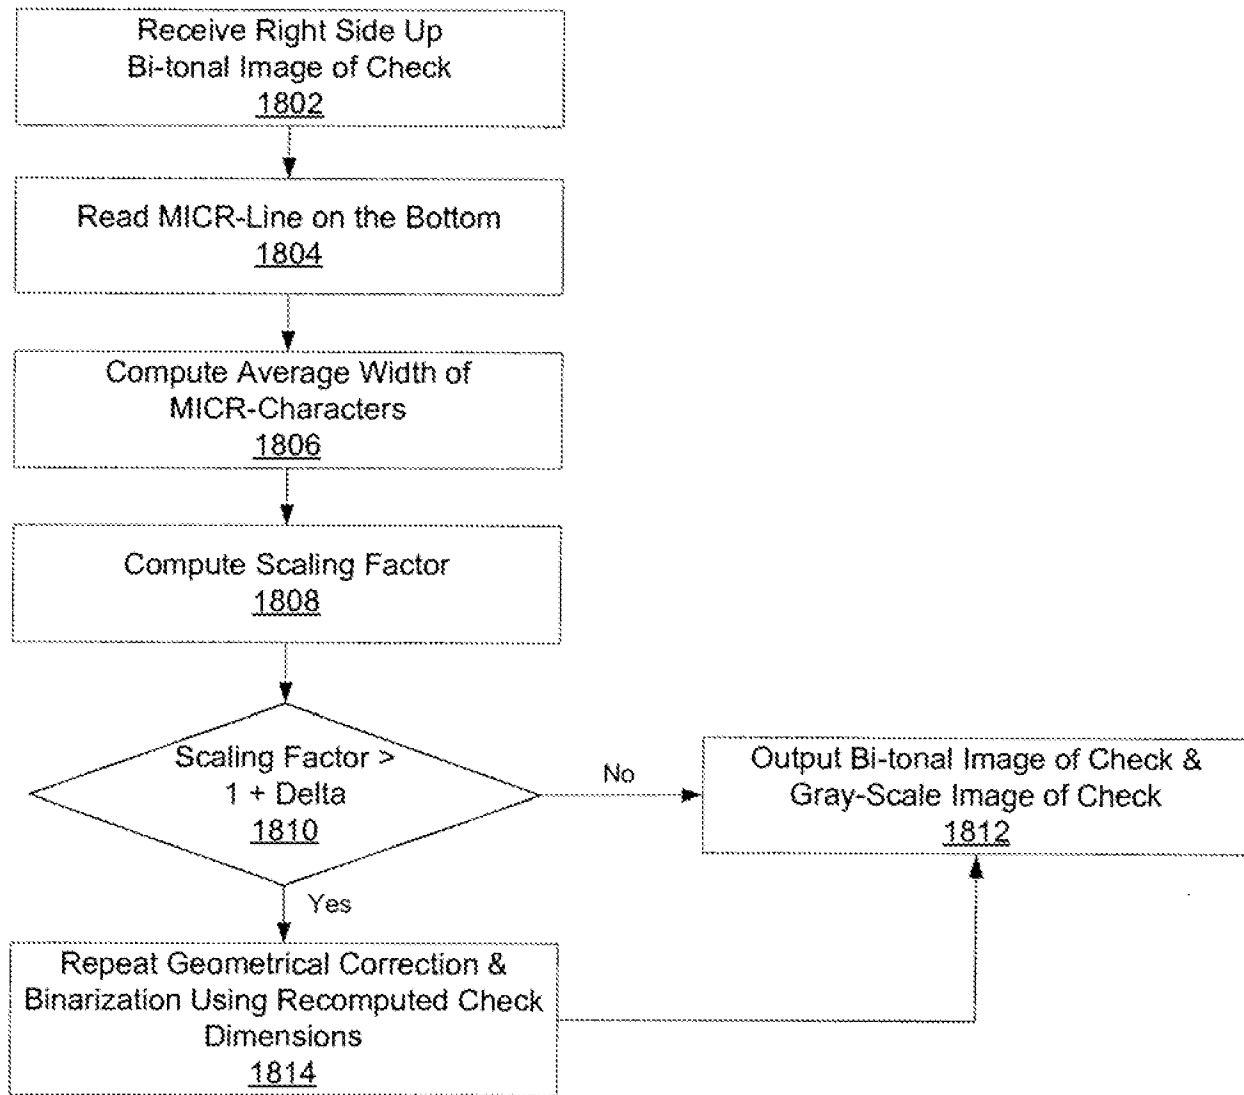 Receive Right Side Up
Bi-tonal Image of Check
1802
Read MICR-Line on the Bottom
1804
Compute Average Width of
MICR-Characters
1806
Compute Scaling Factor
1808
Scaling Factor >
1 + Delta
1810
No
Output Bi-tonal Image of Check &
Gray-Scale Image of Check
1812
Yes
Repeat Geometrical Correction &
Binarization Using Recomputed Check
Dimensions
1814